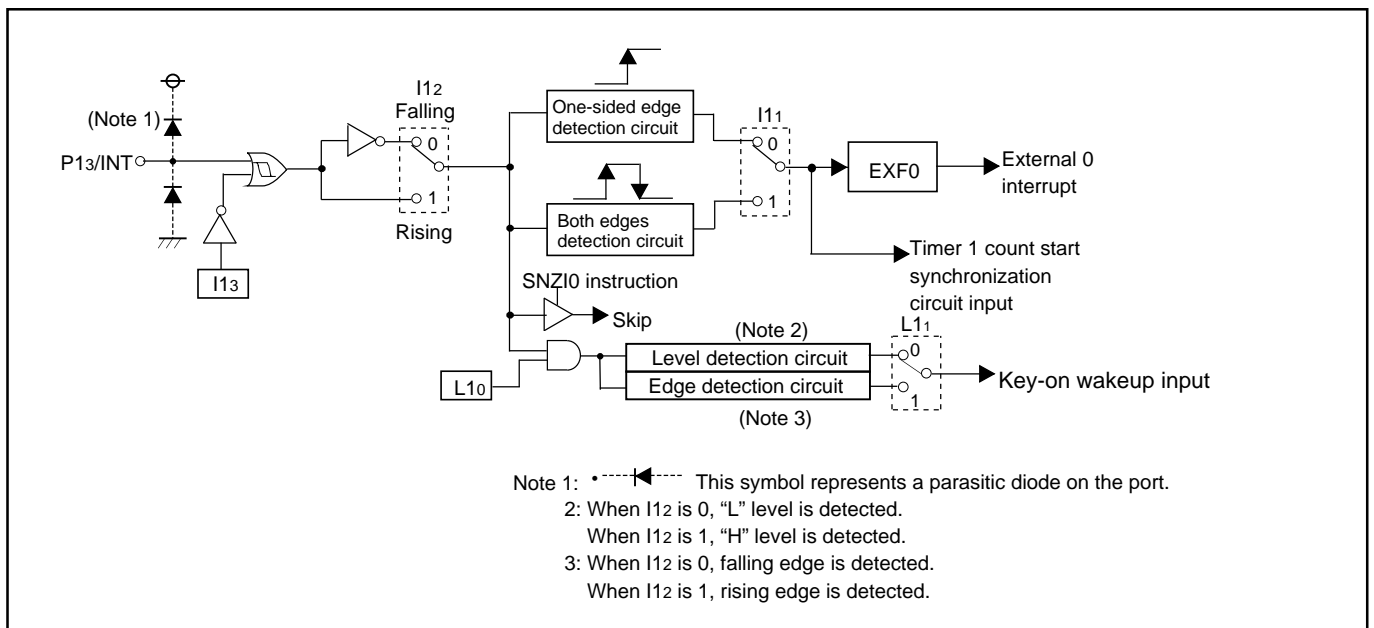 I12
Falling
(Note 1)
P13/INT
0
1
Rising
I13
One-sided edge
detection circuit
Both edges
detection circuit
I11
0
1
EXF0
External 0
interrupt
Timer 1 count start
synchronization
circuit input
SNZI0 instruction
Skip
(Note 2)
L10
Level detection circuit
Edge detection circuit
(Note 3)
L11
0
1
Key-on wakeup input
Note 1: This symbol represents a parasitic diode on the port.
2: When I12 is 0, “L” level is detected.
When I12 is 1, “H” level is detected.
3: When I12 is 0, falling edge is detected.
When I12 is 1, rising edge is detected.